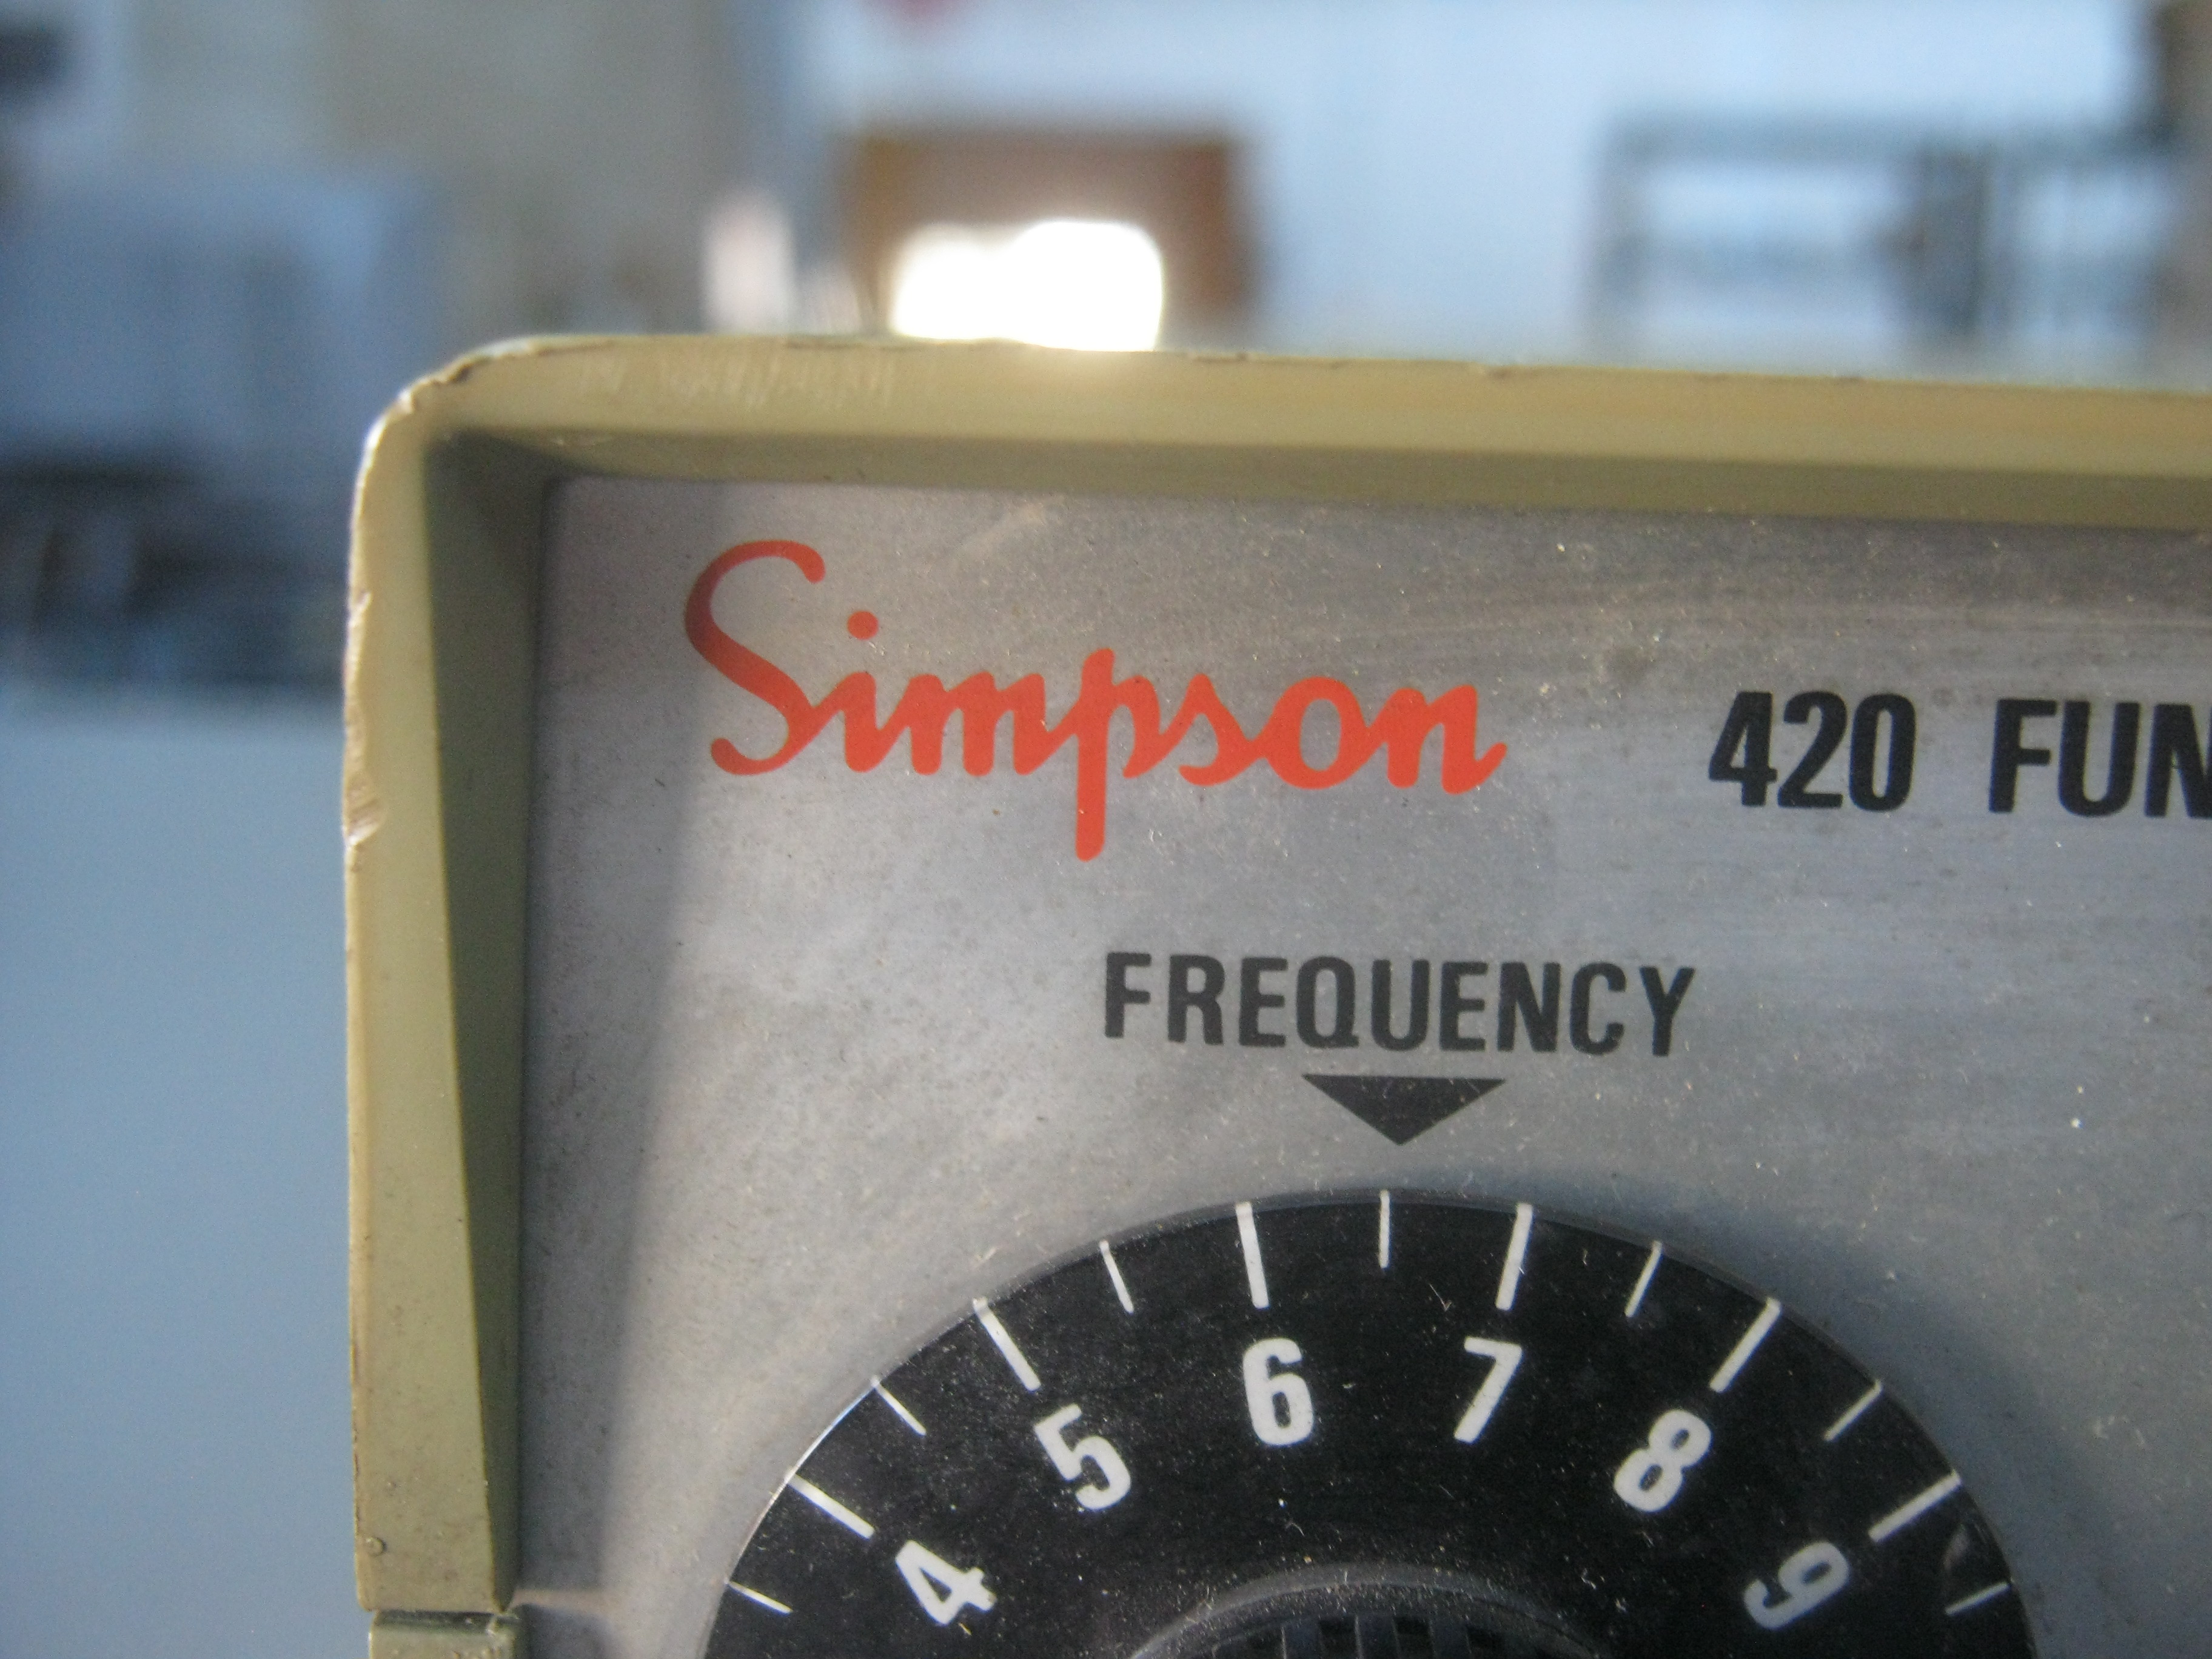 Simpson
420 FUN
FREQUENCY
4 5 6 7 8 9